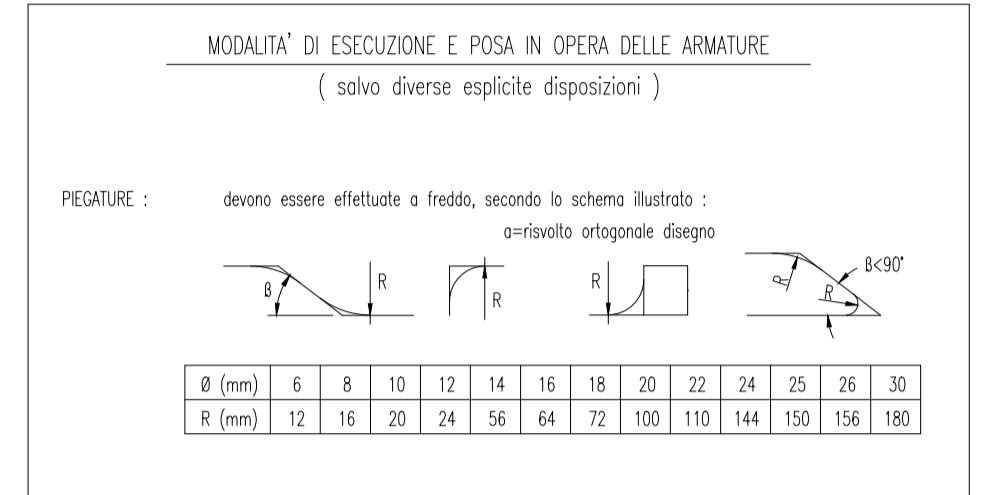 MODALITA' DI ESECUZIONE E POSA IN OPERA DELLE ARMATURE
( salvo diverse esplicite disposizioni )
PIEGATURE : devono essere effettuate a freddo, secondo lo schema illustrato :
a=risvolto ortogonale disegno
ß R R R R R ß<90°
Ø (mm) 6 8 10 12 14 16 18 20 22 24 25 26 30
R (mm) 12 16 20 24 56 64 72 100 110 144 150 156 180